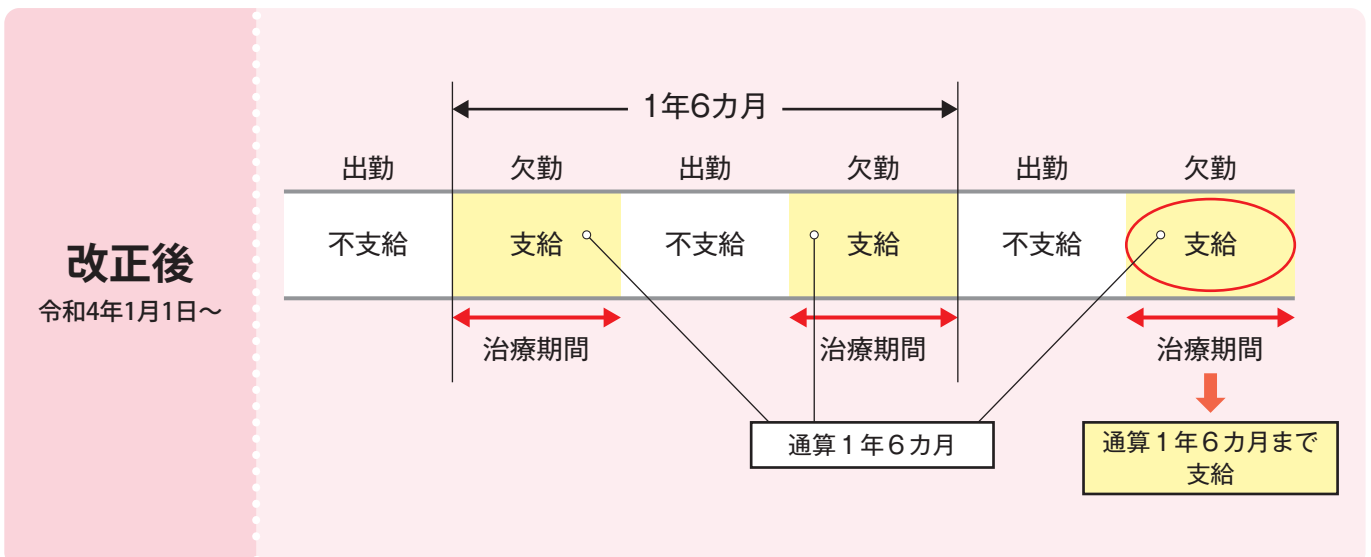 改正後
令和4年1月1日～
1年6カ月
出勤 欠勤 出勤 欠勤 出勤 欠勤
不支給 支給 不支給 支給 不支給 支給
治療期間 治療期間 治療期間
通算1年6カ月
通算1年6カ月まで
支給